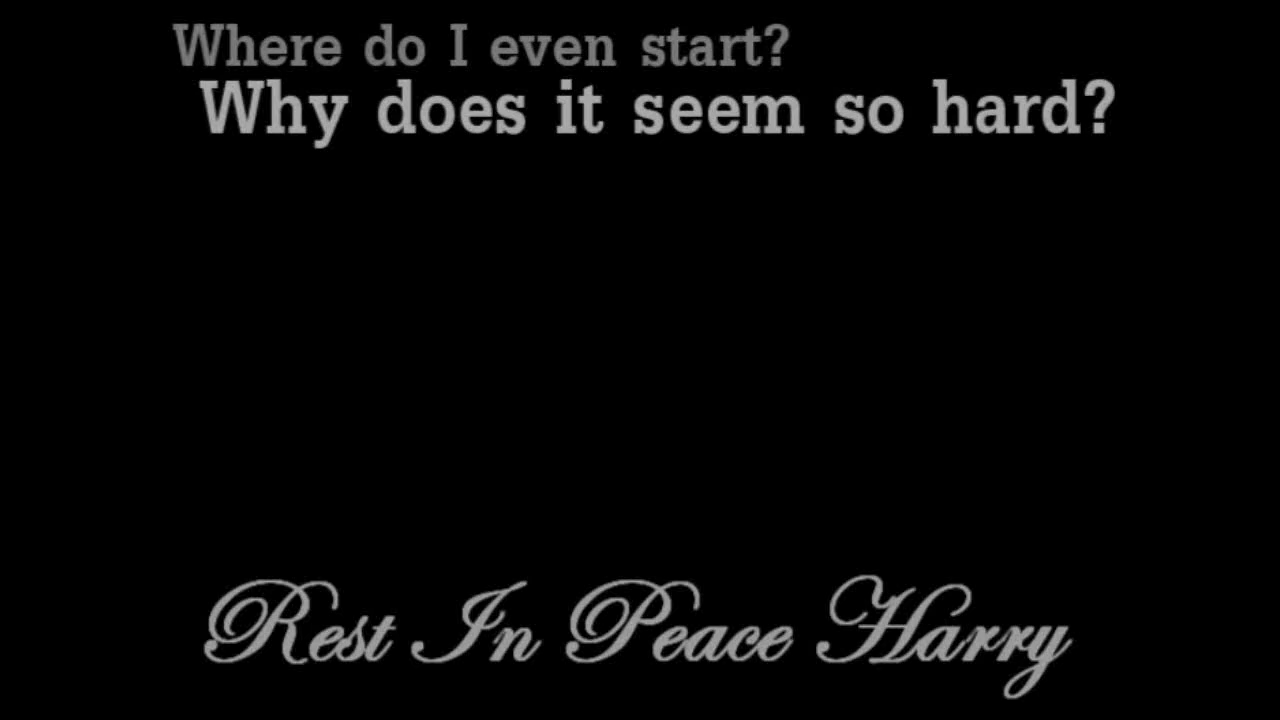 Where do I even start?
Why does it seem so hard?
Rest In Peace Harry